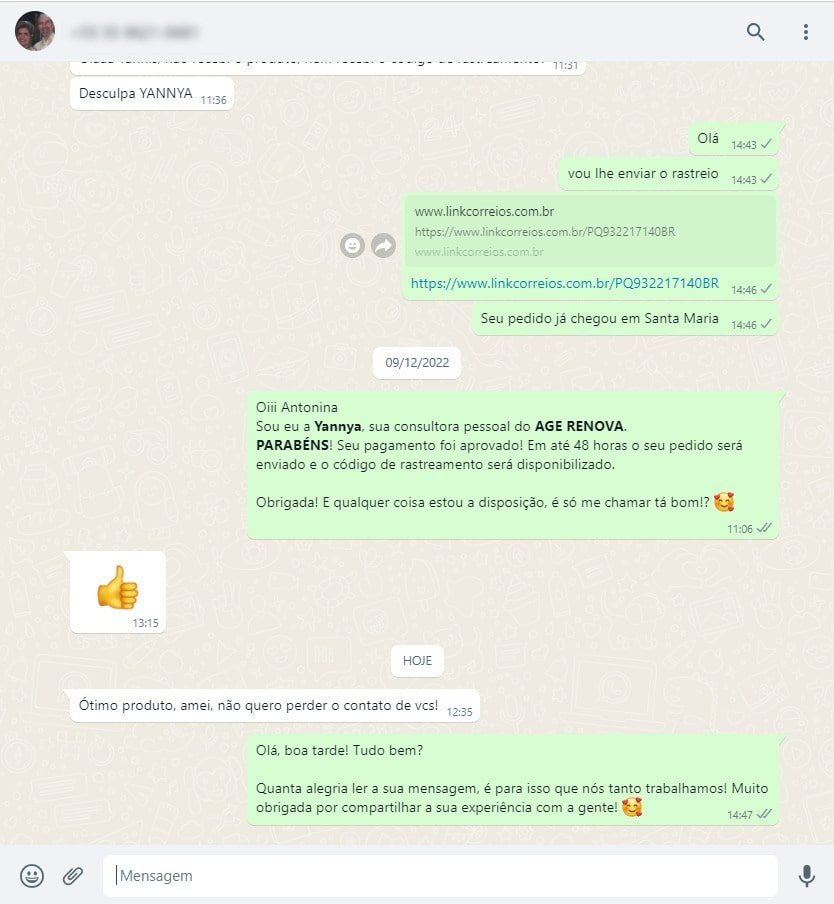 11:31
Desculpa YANNYA 11:36
Olá 14:43
vou lhe enviar o rastreio 14:43
www.linkcorreios.com.br
https://www.linkcorreios.com.br/PQ932217140BR
www.linkcorreios.com.br
https://www.linkcorreios.com.br/PQ932217140BR 14:46
Seu pedido já chegou em Santa Maria 14:46
09/12/2022
Oiii Antonina
Sou eu a Yannya, sua consultora pessoal do AGE RENOVA.
PARABÉNS! Seu pagamento foi aprovado! Em até 48 horas o seu pedido será
enviado e o código de rastreamento será disponibilizado.
Obrigada! E qualquer coisa estou a disposição, é só me chamar tá bom!? 🥰
11:06
👍
13:15
HOJE
Ótimo produto, amei, não quero perder o contato de vcs! 12:35
Olá, boa tarde! Tudo bem?
Quanta alegria ler a sua mensagem, é para isso que nós tanto trabalhamos! Muito
obrigada por compartilhar a sua experiência com a gente! 🥰 14:47
Mensagem